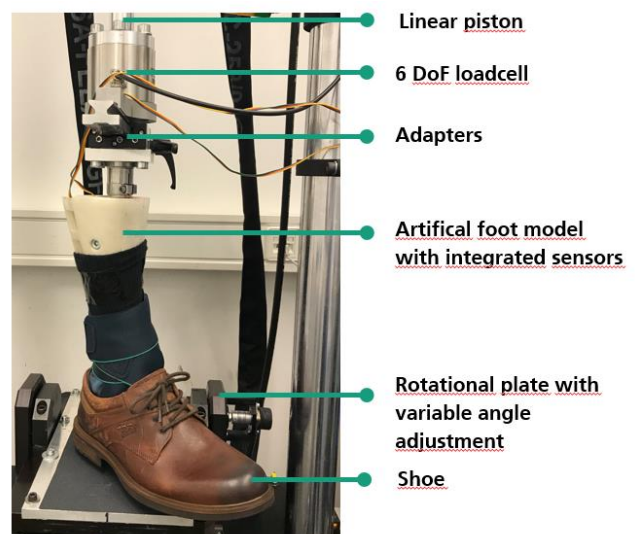 Linear piston
6 DoF loadcell
Adapters
Artifical foot model
with integrated sensors
Rotational plate with
variable angle
adjustment
Shoe